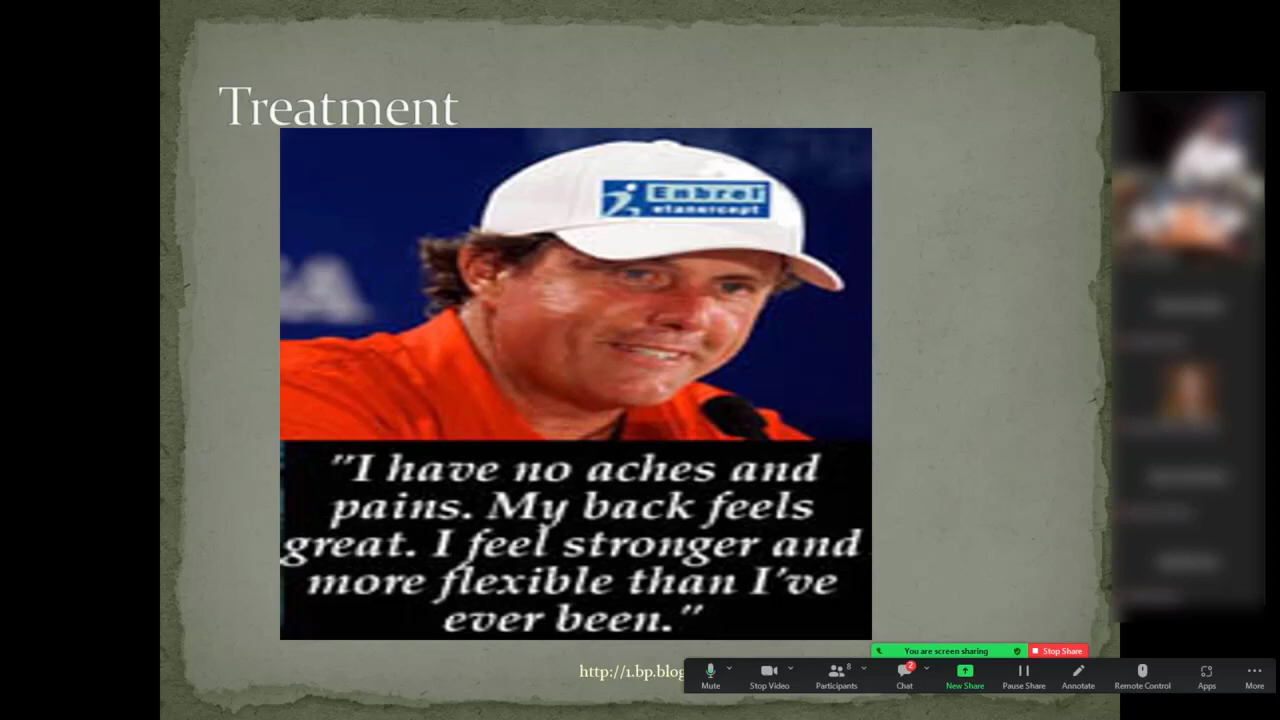 Treatment
Enbrel
etanercept
"I have no aches and
pains. My back feels
great. I feel stronger and
more flexible than I've
ever been."
http://1.bp.blog
You are screen sharing
Stop Share
8
2
Mute
Stop Video
Participants
Chat
New Share
Pause Share
Annotate
Remote Control
Apps
More